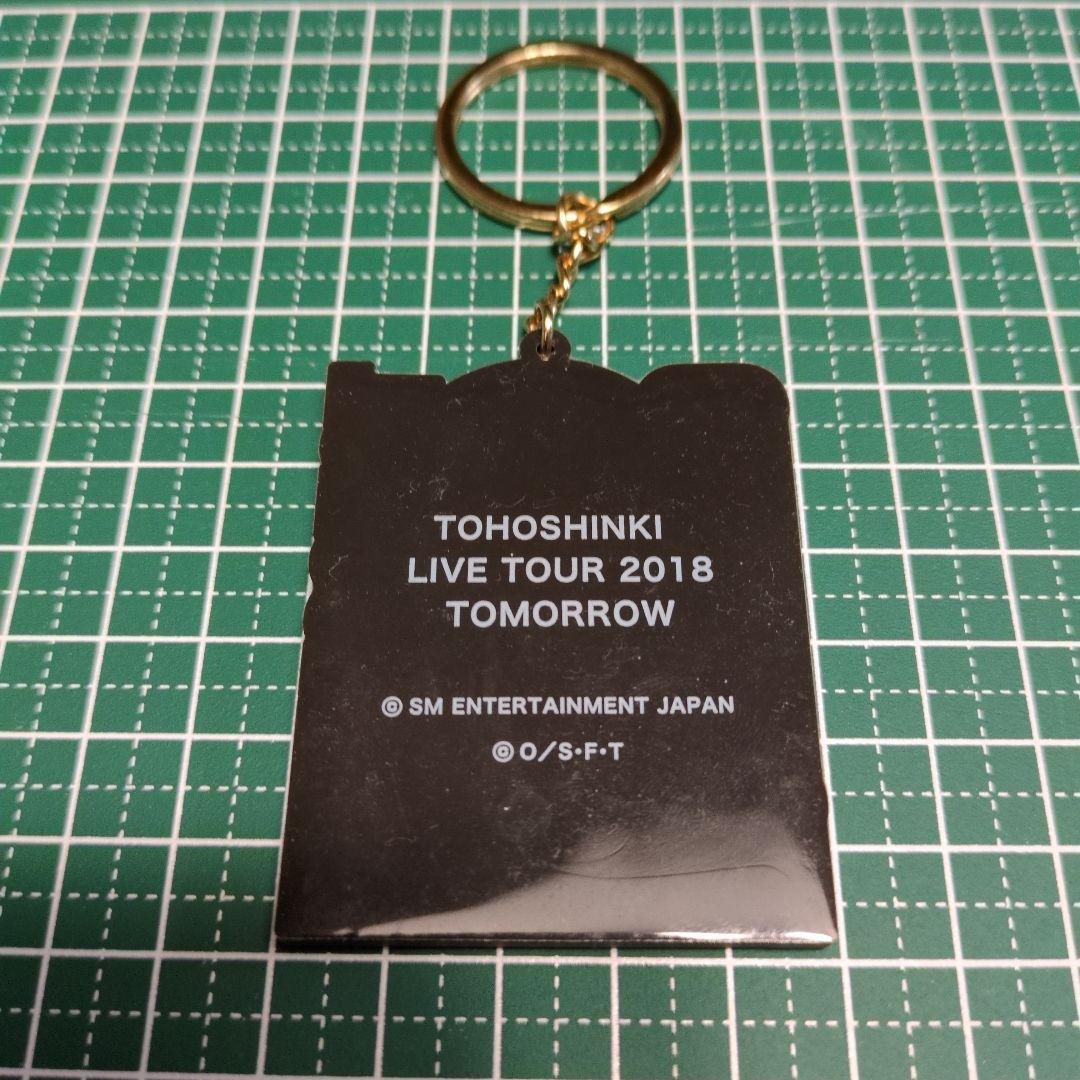 TOHOSHINKI
LIVE TOUR 2018
TOMORROW
© SM ENTERTAINMENT JAPAN
© O/S・F・T